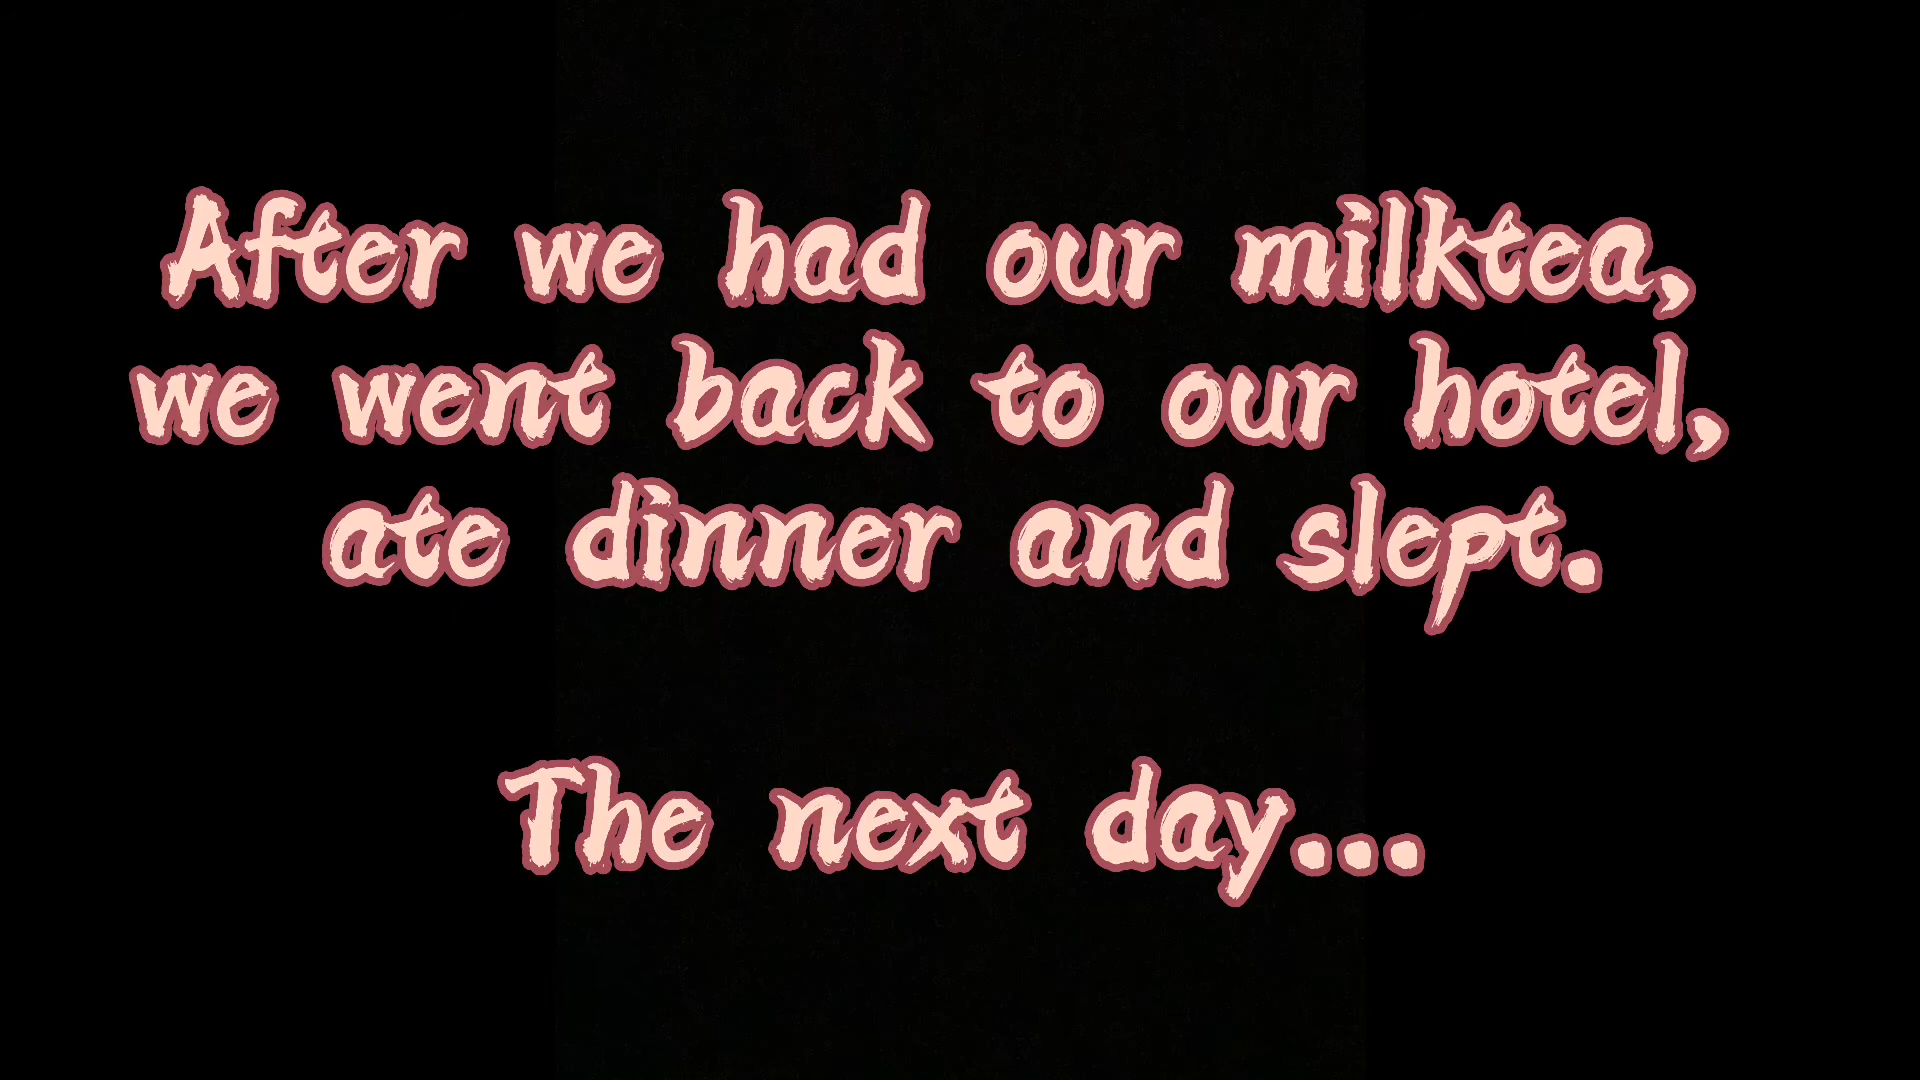 After we had our milktea,
we went back to our hotel,
ate dinner and slept.
The next day...